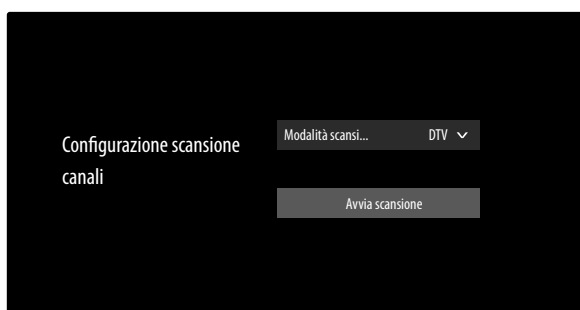 Configurazione scansione
canali
Modalità scansi... DTV
Avvia scansione